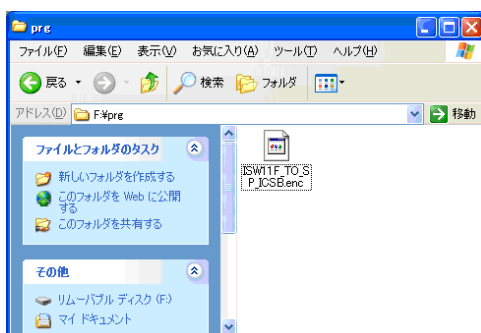 prg
ファイル(F) 編集(E) 表示(V) お気に入り(A) ツール(T) ヘルプ(H)
戻る 検索 フォルダ
アドレス(D) F:¥prg 移動
ファイルとフォルダのタスク
新しいフォルダを作成する
このフォルダを Web に公開
する
このフォルダを共有する
その他
リムーバブル ディスク (F:)
マイ ドキュメント
ISW11F_TO_S
P_ICSB.enc